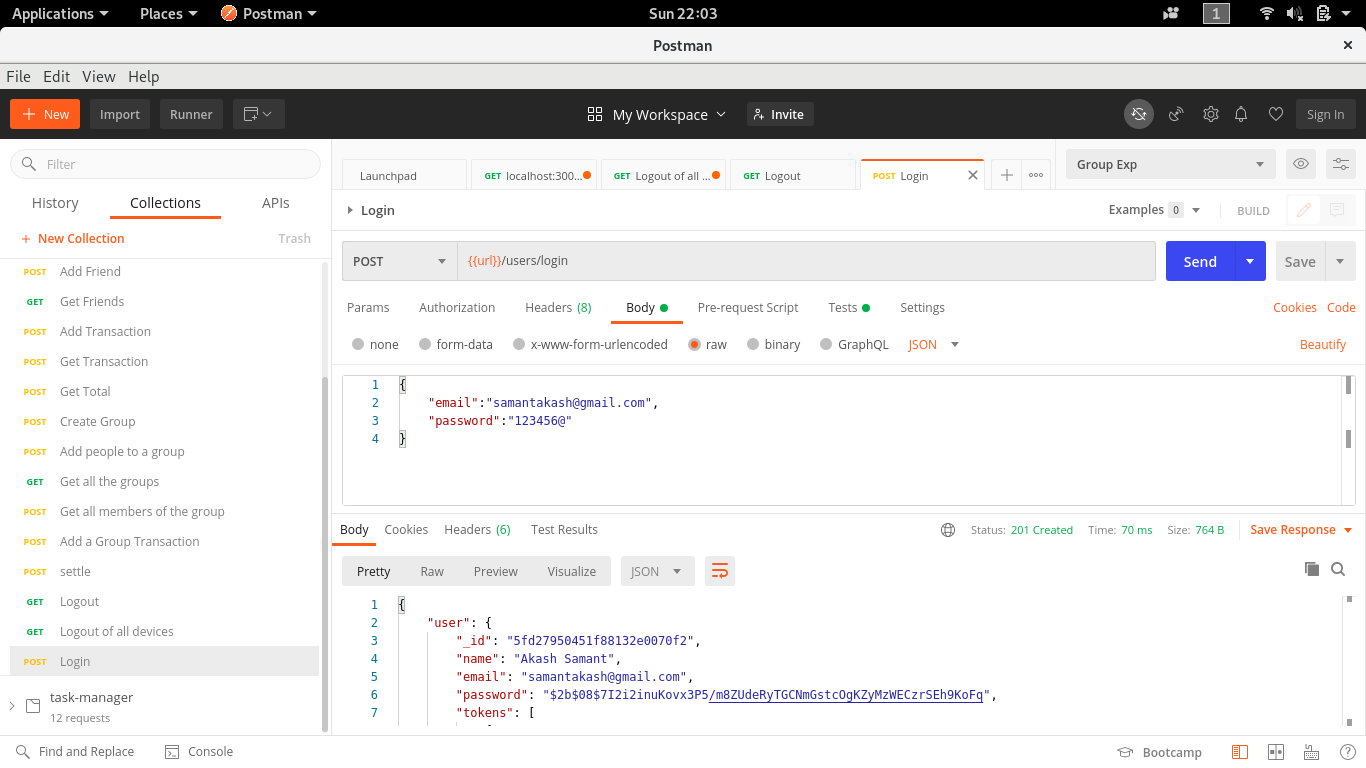 Applications Places Postman Sun 22:03 1
Postman
File Edit View Help
New Import Runner My Workspace Invite Sign In
Filter
History Collections APIs
+ New Collection Trash
POST Add Friend
GET Get Friends
POST Add Transaction
POST Get Transaction
POST Get Total
POST Create Group
POST Add people to a group
GET Get all the groups
POST Get all members of the group
POST Add a Group Transaction
POST settle
GET Logout
GET Logout of all devices
POST Login
task-manager
12 requests
Launchpad GET localhost:300... GET Logout of all ... GET Logout POST Login Group Exp
Login Examples 0 BUILD
POST {{url}}/users/login Send Save
Params Authorization Headers (8) Body Pre-request Script Tests Settings Cookies Code
none form-data x-www-form-urlencoded raw binary GraphQL JSON Beautify
1 {
2 "email":"samantakash@gmail.com",
3 "password":"123456@"
4 }
Body Cookies Headers (6) Test Results Status: 201 Created Time: 70 ms Size: 764 B Save Response
Pretty Raw Preview Visualize JSON
1 {
2 "user": {
3 "_id": "5fd27950451f88132e0070f2",
4 "name": "Akash Samant",
5 "email": "samantakash@gmail.com",
6 "password": "$2b$08$7I2i2inuKovx3P5/m8ZUdeRyTGCNmGstcOgKZyMzWECzrSEh9KoFq",
7 "tokens": [
Find and Replace Console Bootcamp